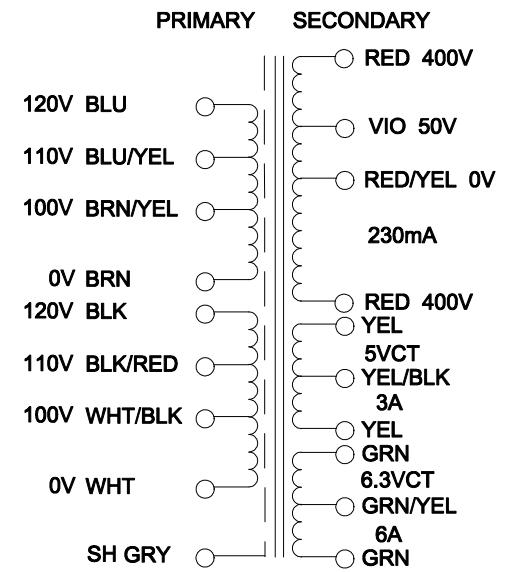 PRIMARY SECONDARY
RED 400V
120V BLU
VIO 50V
110V BLU/YEL
RED/YEL 0V
100V BRN/YEL
230mA
0V BRN
RED 400V
120V BLK
YEL
5VCT
110V BLK/RED
YEL/BLK
3A
100V WHT/BLK
YEL
GRN
6.3VCT
0V WHT
GRN/YEL
6A
SH GRY
GRN